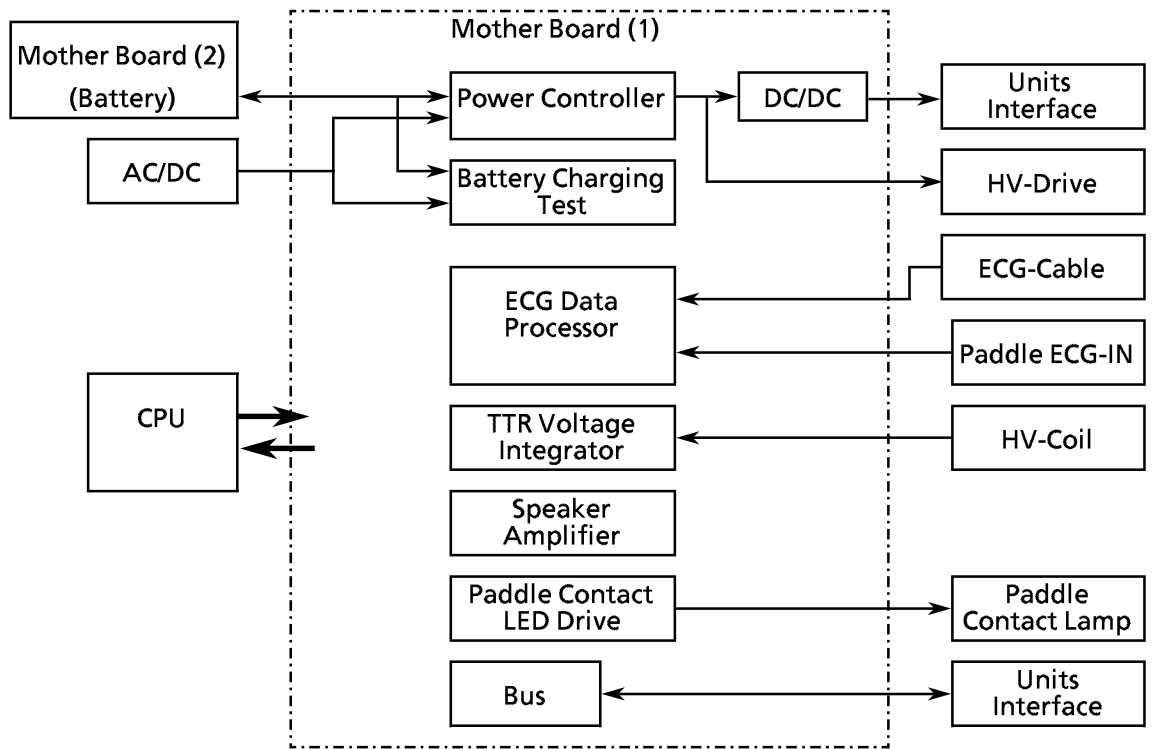 Mother Board (1)
Mother Board (2)
(Battery)
Power Controller
DC/DC
Units
Interface
AC/DC
Battery Charging
Test
HV-Drive
ECG-Cable
ECG Data
Processor
Paddle ECG-IN
CPU
TTR Voltage
Integrator
HV-Coil
Speaker
Amplifier
Paddle Contact
LED Drive
Paddle
Contact Lamp
Bus
Units
Interface